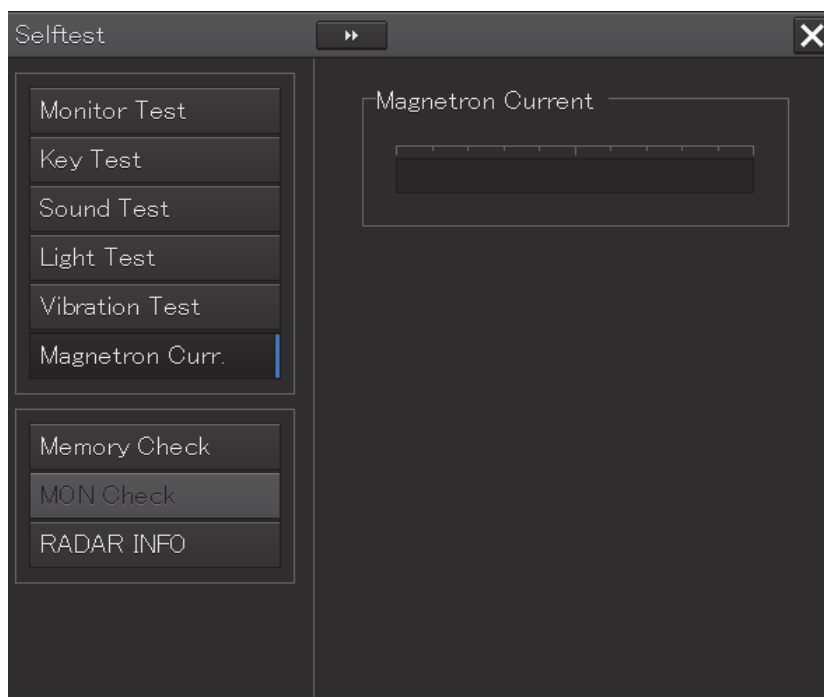 Selftest
Monitor Test
Key Test
Sound Test
Light Test
Vibration Test
Magnetron Curr.
Memory Check
MON Check
RADAR INFO
Magnetron Current